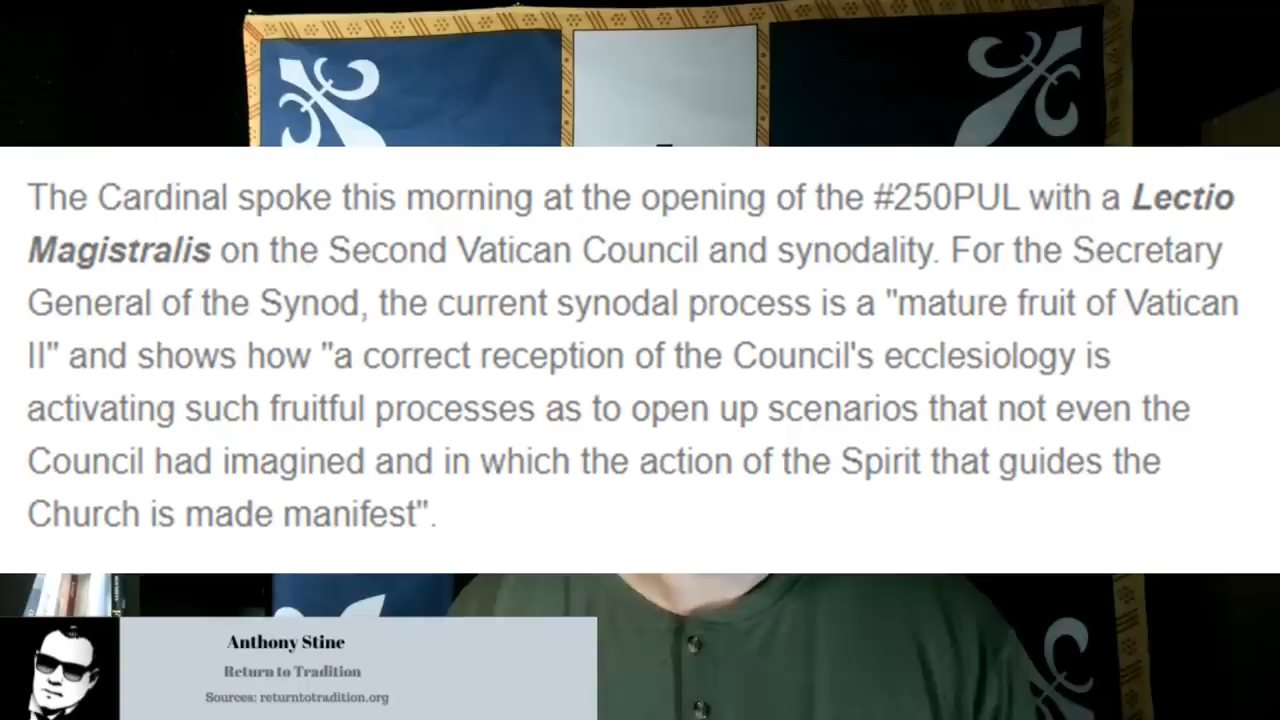 The Cardinal spoke this morning at the opening of the #250PUL with a Lectio
Magistralis on the Second Vatican Council and synodality. For the Secretary
General of the Synod, the current synodal process is a "mature fruit of Vatican
II" and shows how "a correct reception of the Council's ecclesiology is
activating such fruitful processes as to open up scenarios that not even the
Council had imagined and in which the action of the Spirit that guides the
Church is made manifest".
Anthony Stine
Return to Tradition
Sources: returntotradition.org